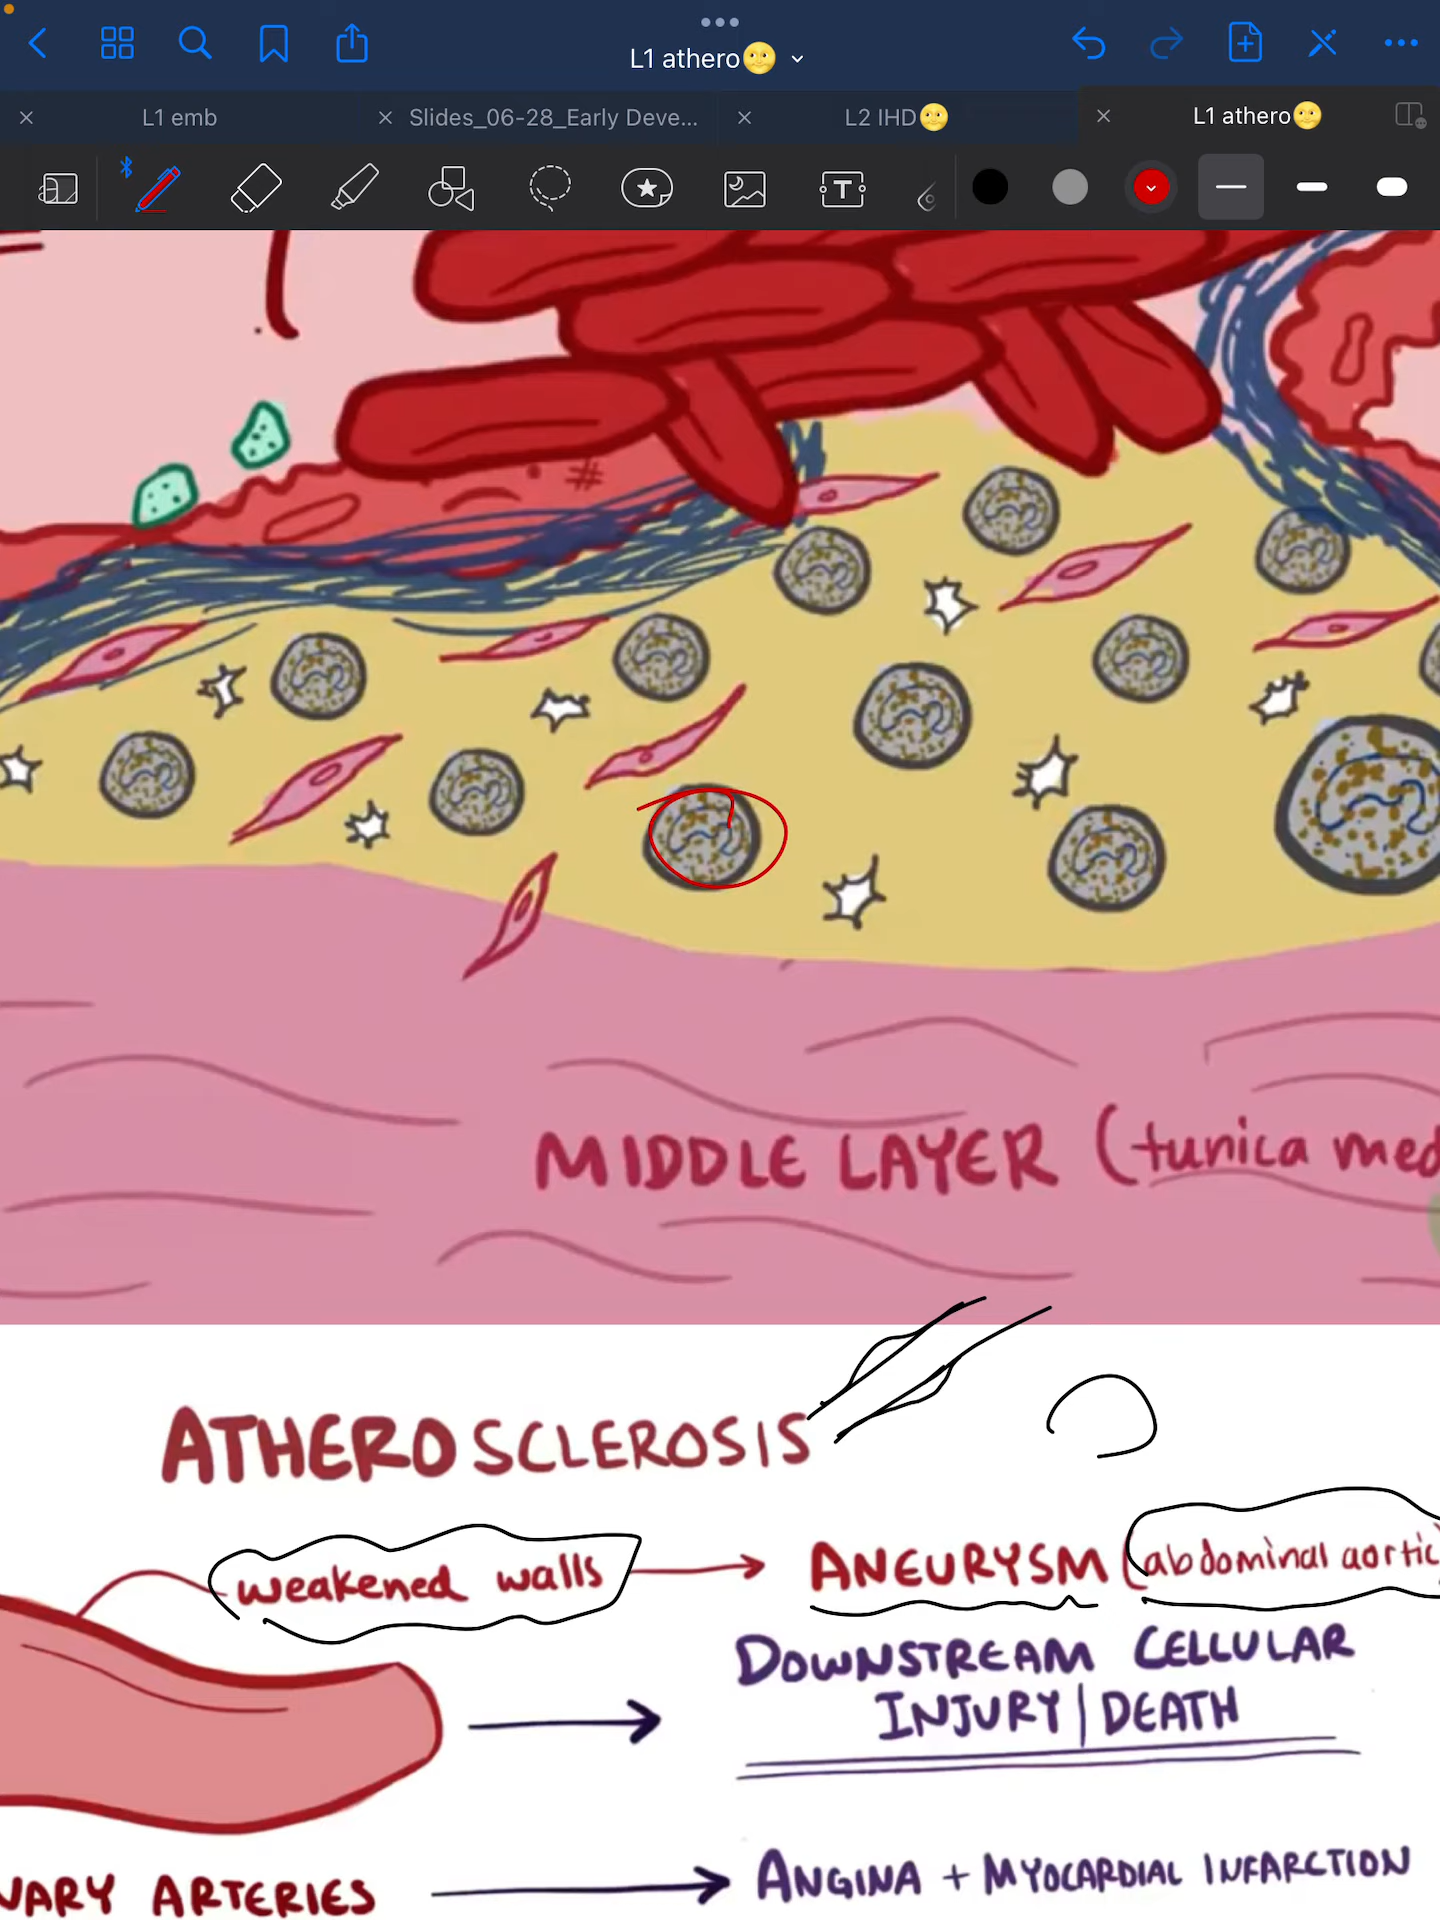 L1 athero🌝
L1 emb
Slides_06-28_Early Deve...
L2 IHD🌝
L1 athero🌝
T
#
MIDDLE LAYER (tunica med
ATHEROSCLEROSIS
weakened walls
ANEURYSM (abdominal aortic)
DOWNSTREAM CELLULAR
INJURY | DEATH
NARY ARTERIES
ANGINA + MYOCARDIAL INFARCTION